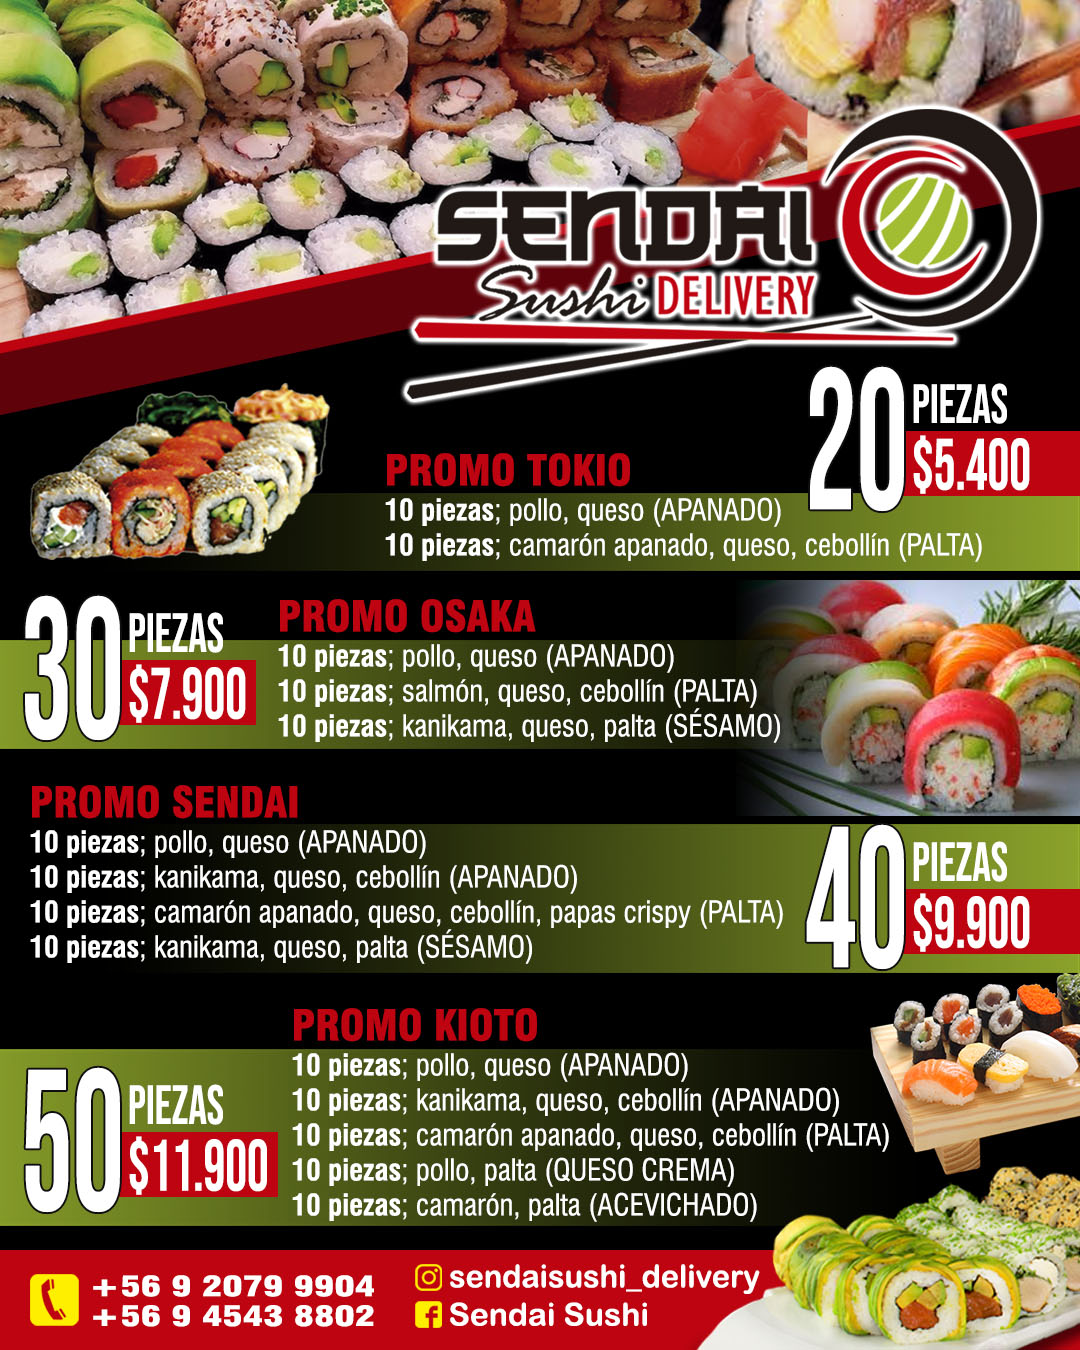 SENDAI
Sushi DELIVERY
20 PIEZAS
$5.400
PROMO TOKIO
10 piezas; pollo, queso (APANADO)
10 piezas; camarón apanado, queso, cebollín (PALTA)
30 PIEZAS
$7.900
PROMO OSAKA
10 piezas; pollo, queso (APANADO)
10 piezas; salmón, queso, cebollín (PALTA)
10 piezas; kanikama, queso, palta (SÉSAMO)
PROMO SENDAI
10 piezas; pollo, queso (APANADO)
10 piezas; kanikama, queso, cebollín (APANADO)
10 piezas; camarón apanado, queso, cebollín, papas crispy (PALTA)
10 piezas; kanikama, queso, palta (SÉSAMO)
40 PIEZAS
$9.900
PROMO KIOTO
10 piezas; pollo, queso (APANADO)
10 piezas; kanikama, queso, cebollín (APANADO)
10 piezas; camarón apanado, queso, cebollín (PALTA)
10 piezas; pollo, palta (QUESO CREMA)
10 piezas; camarón, palta (ACEVICHADO)
50 PIEZAS
$11.900
+56 9 2079 9904
+56 9 4543 8802
sendaisushi_delivery
Sendai Sushi